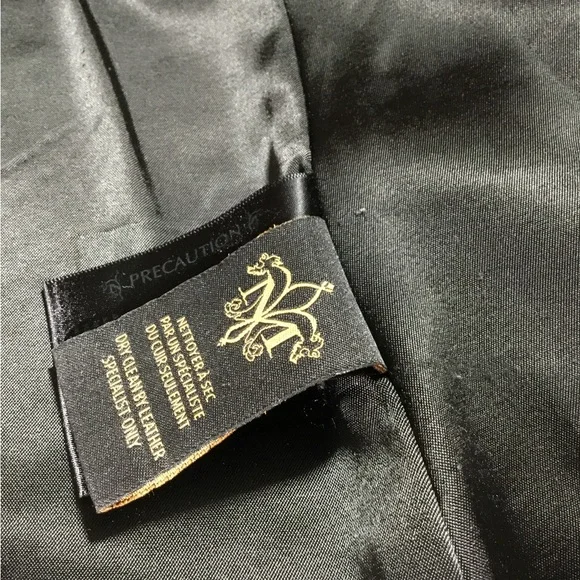 PRECAUTION
NETTOYER À SEC
PAR UN SPÉCIALISTE
DU CUIR SEULEMENT
DRY CLEAN BY LEATHER
SPECIALIST ONLY